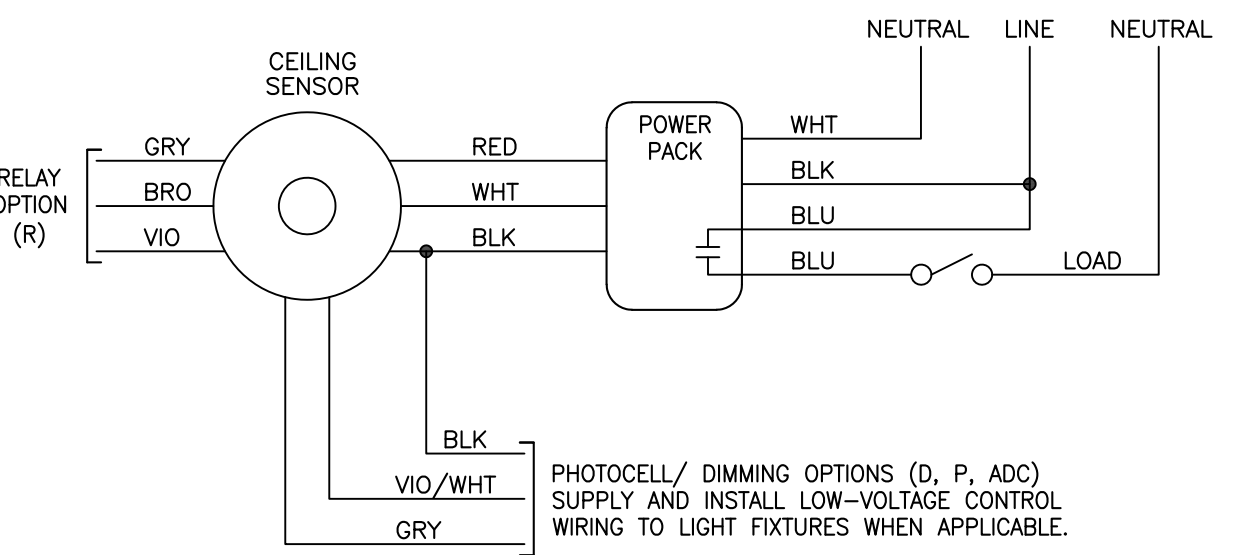 NEUTRAL LINE NEUTRAL
CEILING
SENSOR
POWER
PACK
WHT
BLK
BLU
BLU
LOAD
GRY
BRO
VIO
RED
WHT
BLK
RELAY
OPTION
(R)
BLK
VIO/WHT
GRY
PHOTOCELL/ DIMMING OPTIONS (D, P, ADC)
SUPPLY AND INSTALL LOW-VOLTAGE CONTROL
WIRING TO LIGHT FIXTURES WHEN APPLICABLE.